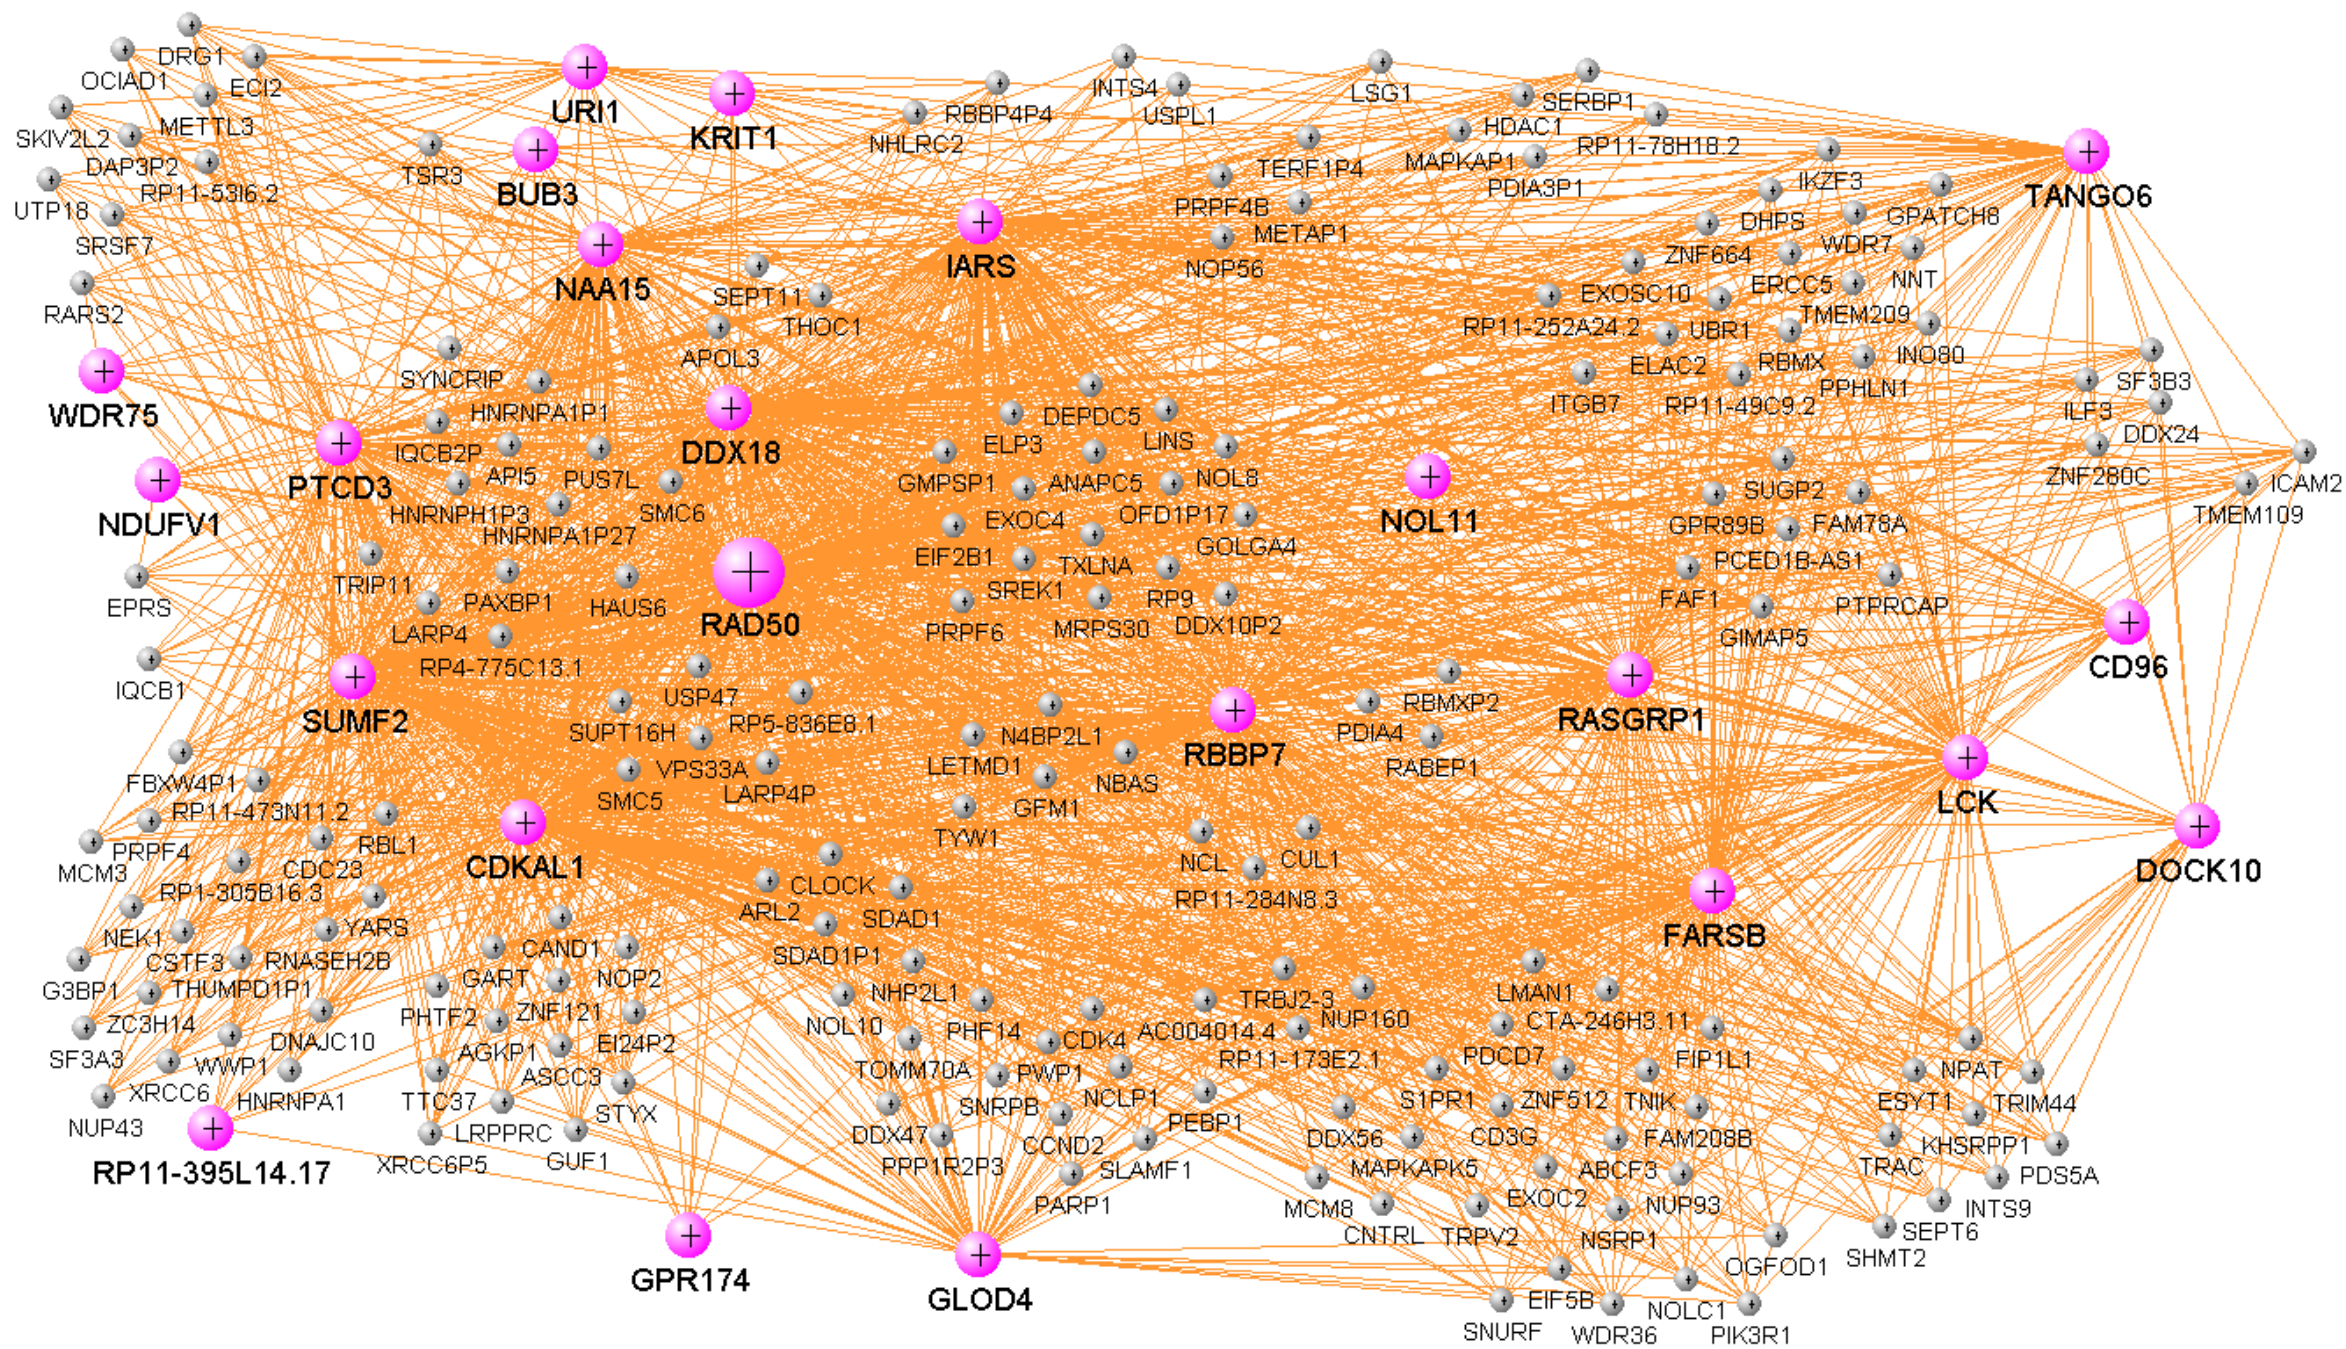 DRG1
OCIAD1
ECI2
METTL3
SKIV2L2
DAP3P2
RP11-53I6.2
UTP18
SRSF7
RARS2
WDR75
NDUFV1
EPRS
IQCB1
URI1
KRIT1
BUB3
TSR3
NAA15
NHLRC2
RBBP4P4
INTS4
USPL1
LSG1
SERBP1
HDAC1
RP11-78H18.2
MAPKAP1
PDIA3P1
TERF1P4
PRPF4B
METAP1
NOP56
IARS
TANGO6
IKZF3
DHPS
GPATCH8
WDR7
ZNF664
NNT
ERCC5
EXOSC10
TMEM209
RP11-252A24.2
UBR1
INO80
ELAC2
RBMX
PPHLN1
ITGB7
RP11-49C9.2
SF3B3
ILF3
DDX24
ZNF280C
ICAM2
TMEM109
SEPT11
THOC1
APOL3
SYNCRIP
HNRNPA1P1
IQCB2P
API5
PUS7L
HNRNPH1P3
HNRNPA1P27
SMC6
DDX18
PTCD3
TRIP11
PAXBP1
HAUS6
LARP4
RP4-775C13.1
RAD50
DEPDC5
ELP3
LINS
GMPSP1
ANAPC5
NOL8
EXOC4
OFD1P17
EIF2B1
TXLNA
GOLGA4
SREK1
RP9
PRPF6
MRPS30
DDX10P2
NOL11
SUGP2
GPR89B
FAM78A
PCED1B-AS1
FAF1
PTPRCAP
GIMAP5
CD96
SUMF2
USP47
SUPT16H
RP5-836E8.1
VPS33A
SMC5
LARP4P
N4BP2L1
LETMD1
NBAS
GFM1
TYW1
RBBP7
RBMXP2
PDIA4
RABEP1
RASGRP1
LCK
DOCK10
FARSB
FBXW4P1
RP11-473N11.2
PRPF4
MCM3
CDC23
RBL1
RP1-305B16.3
YARS
NEK1
CSTF3
RNASEH2B
G3BP1
THUMPD1P1
ZC3H14
DNAJC10
SF3A3
WWP1
XRCC6
HNRNPA1
NUP43
RP11-395L14.17
CDKAL1
CLOCK
ARL2
SDAD1
SDAD1P1
CAND1
GART
NOP2
PHTF2
ZNF121
AGKP1
EI24P2
ASCC3
TTC37
STYX
LRPPRC
XRCC6P5
GUF1
NCL
CUL1
RP11-284N8.3
NHP2L1
NOL10
PHF14
CDK4
AC004014.4
TRBJ2-3
NUP160
RP11-173E2.1
TOMM70A
PWP1
SNRPB
NCLP1
DDX47
CCND2
PEBP1
PPP1R2P3
SLAMF1
PARP1
LMAN1
CTA-246H3.11
PDCD7
FIP1L1
S1PR1
ZNF512
TNIK
DDX56
CD3G
FAM208B
MAPKAPK5
ABCF3
EXOC2
NUP93
MCM8
CNTRL
TRPV2
NSRP1
NPAT
ESYT1
TRIM44
KHSRPP1
TRAC
PDS5A
INTS9
SEPT6
SHMT2
OGFOD1
EIF5B
NOLC1
SNURF
WDR36
PIK3R1
GPR174
GLOD4